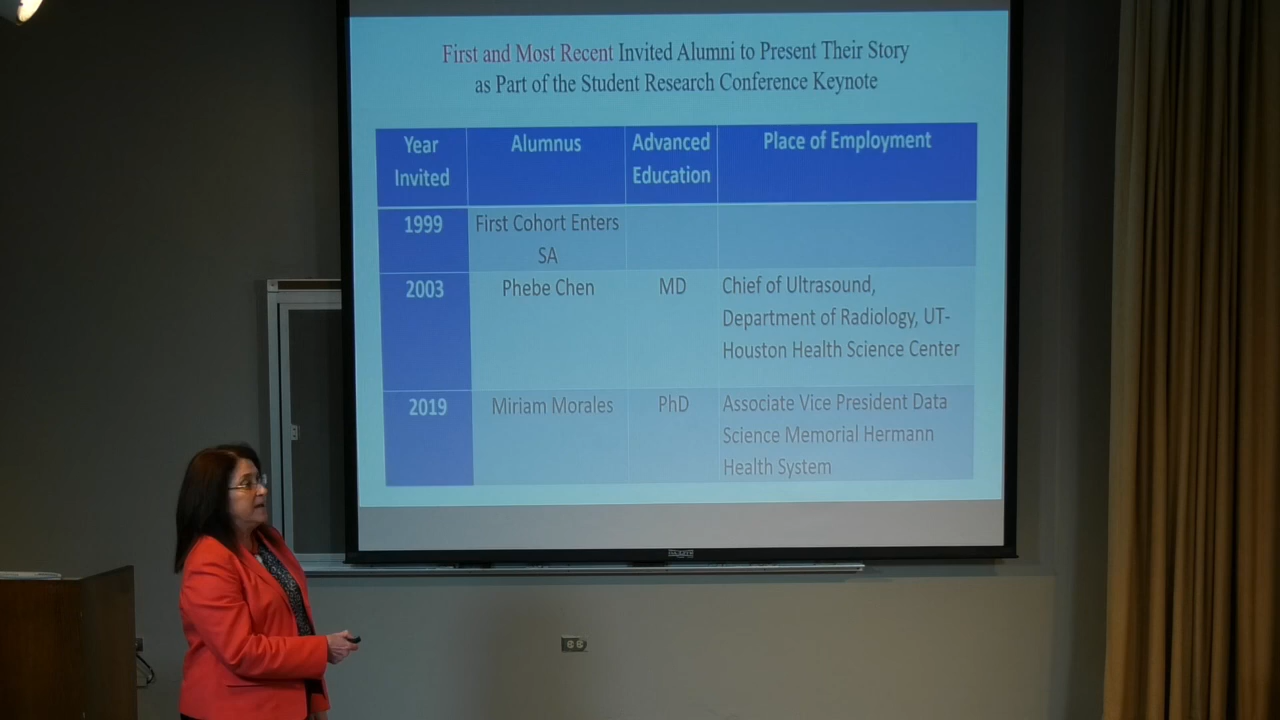 First and Most Recent Invited Alumni to Present Their Story
as Part of the Student Research Conference Keynote
Year Invited
Alumnus
Advanced Education
Place of Employment
1999
First Cohort Enters
SA
2003
Phebe Chen
MD
Chief of Ultrasound,
Department of Radiology, UT-
Houston Health Science Center
2019
Miriam Morales
PhD
Associate Vice President Data
Science Memorial Hermann
Health System